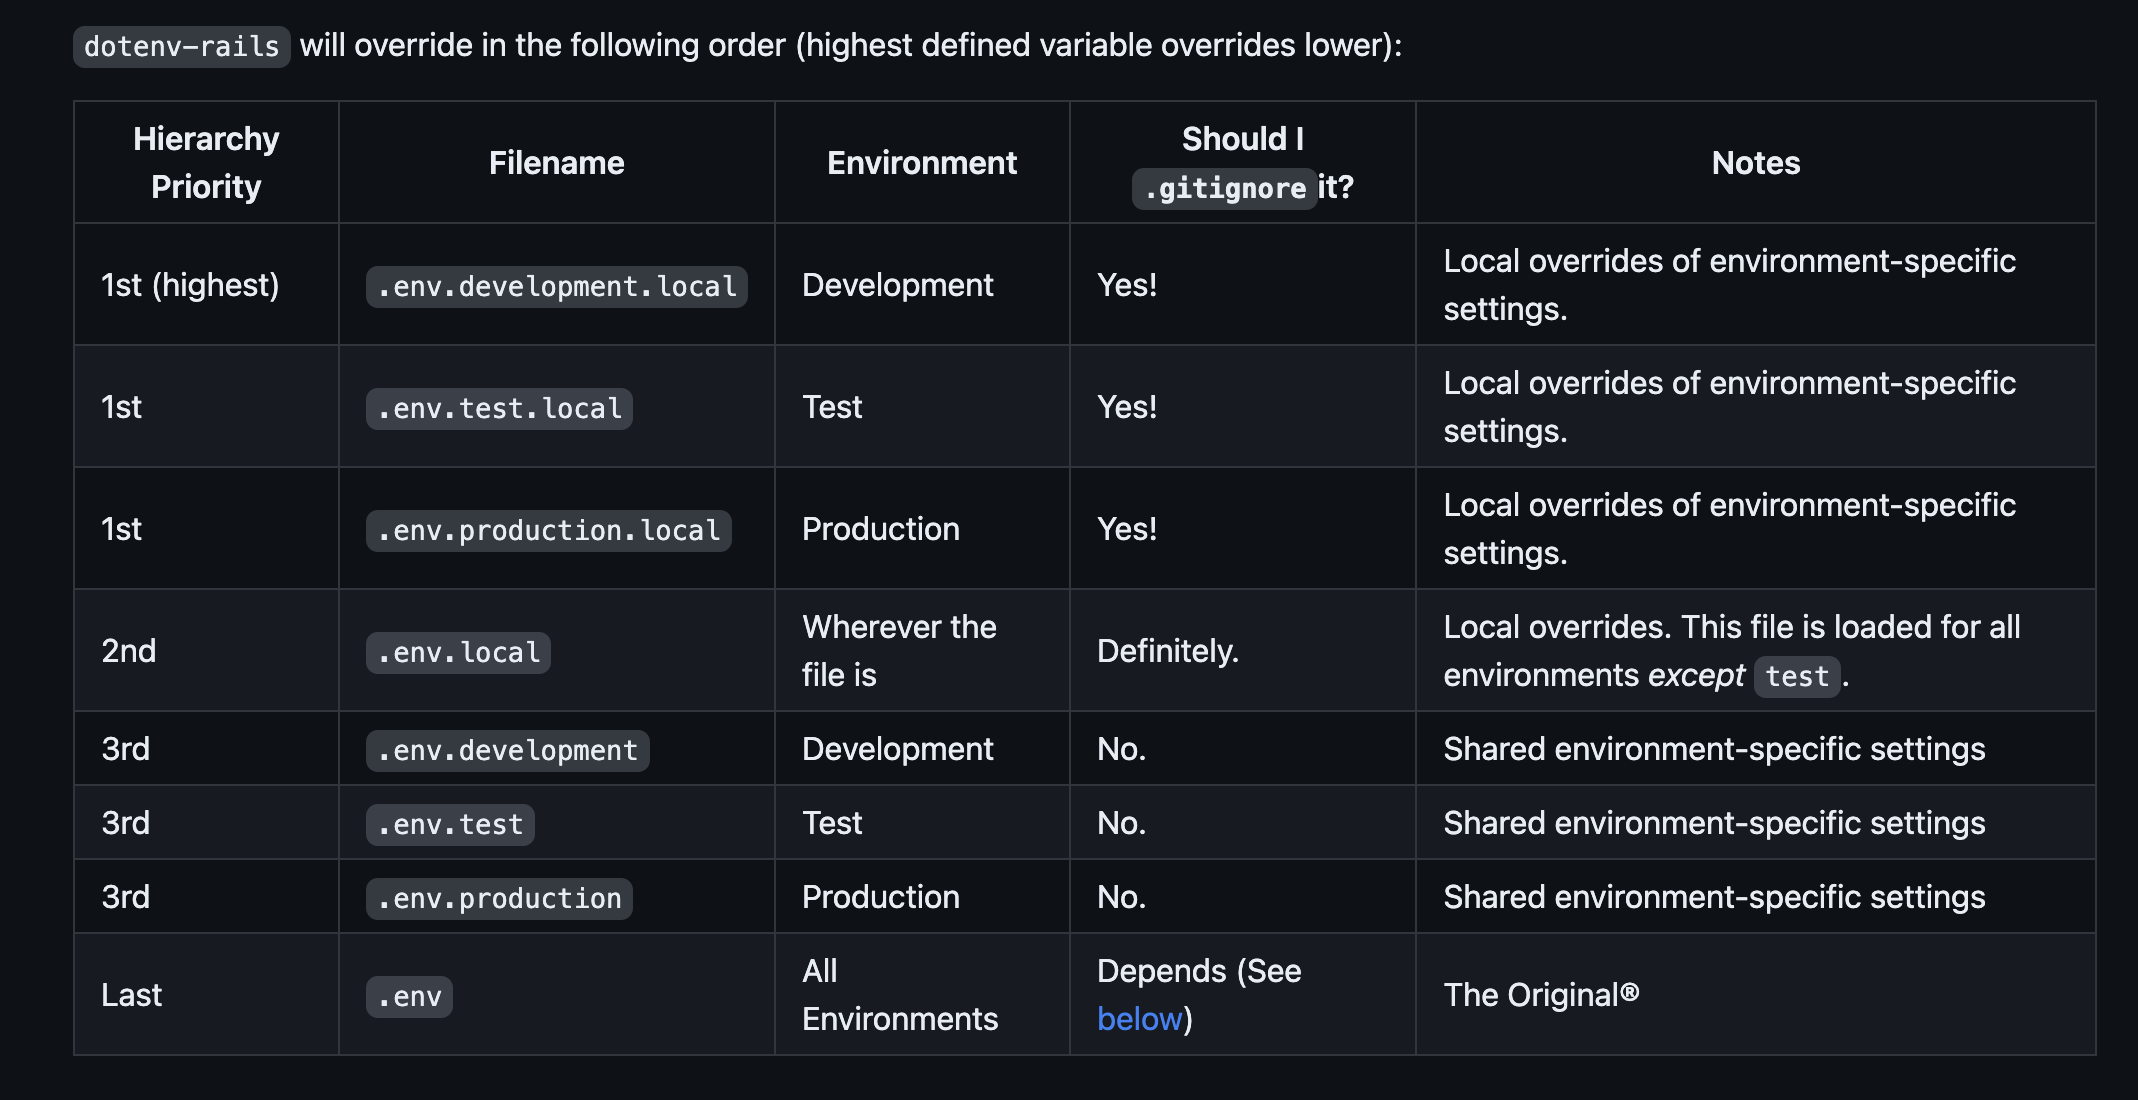 dotenv-rails will override in the following order (highest defined variable overrides lower):
Hierarchy
Priority
Filename
Environment
Should I
.gitignore it?
Notes
1st (highest)
.env.development.local
Development
Yes!
Local overrides of environment-specific
settings.
1st
.env.test.local
Test
Yes!
Local overrides of environment-specific
settings.
1st
.env.production.local
Production
Yes!
Local overrides of environment-specific
settings.
2nd
.env.local
Wherever the
file is
Definitely.
Local overrides. This file is loaded for all
environments except test.
3rd
.env.development
Development
No.
Shared environment-specific settings
3rd
.env.test
Test
No.
Shared environment-specific settings
3rd
.env.production
Production
No.
Shared environment-specific settings
Last
.env
All
Environments
Depends (See
below)
The Original®